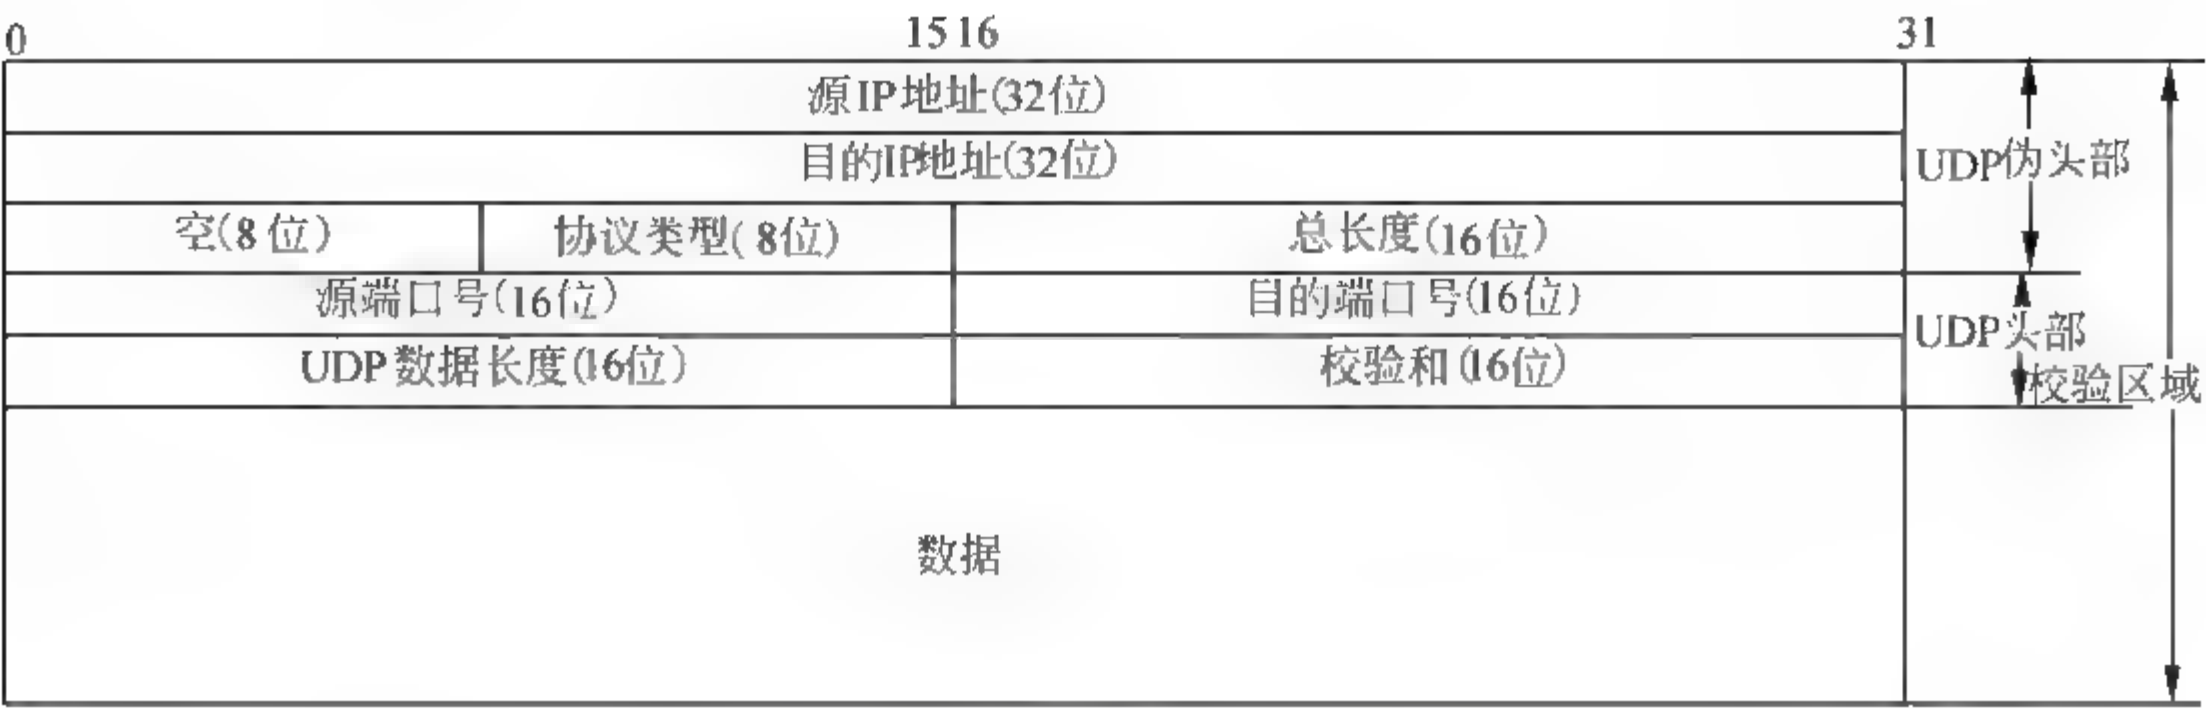 0 15 16 31
源IP地址(32位)
目的IP地址(32位)
UDP伪头部
空(8位) 协议类型(8位) 总长度(16位)
源端口号(16位) 目的端口号(16位)
UDP头部
UDP数据长度(16位) 校验和(16位)
校验区域
数据